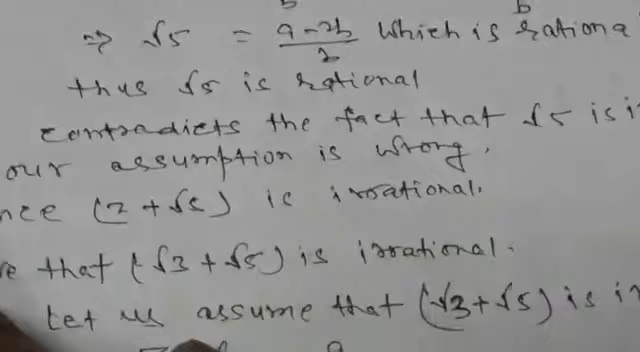 b b
⇒ √5 = a-2b/2 which is rationa
thus √5 is rational
contradicts the fact that √5 is i
our assumption is wrong.
nce (2+√5) is irrational.
e that (√3+√5) is irrational.
Let us assume that (√3+√5) is i